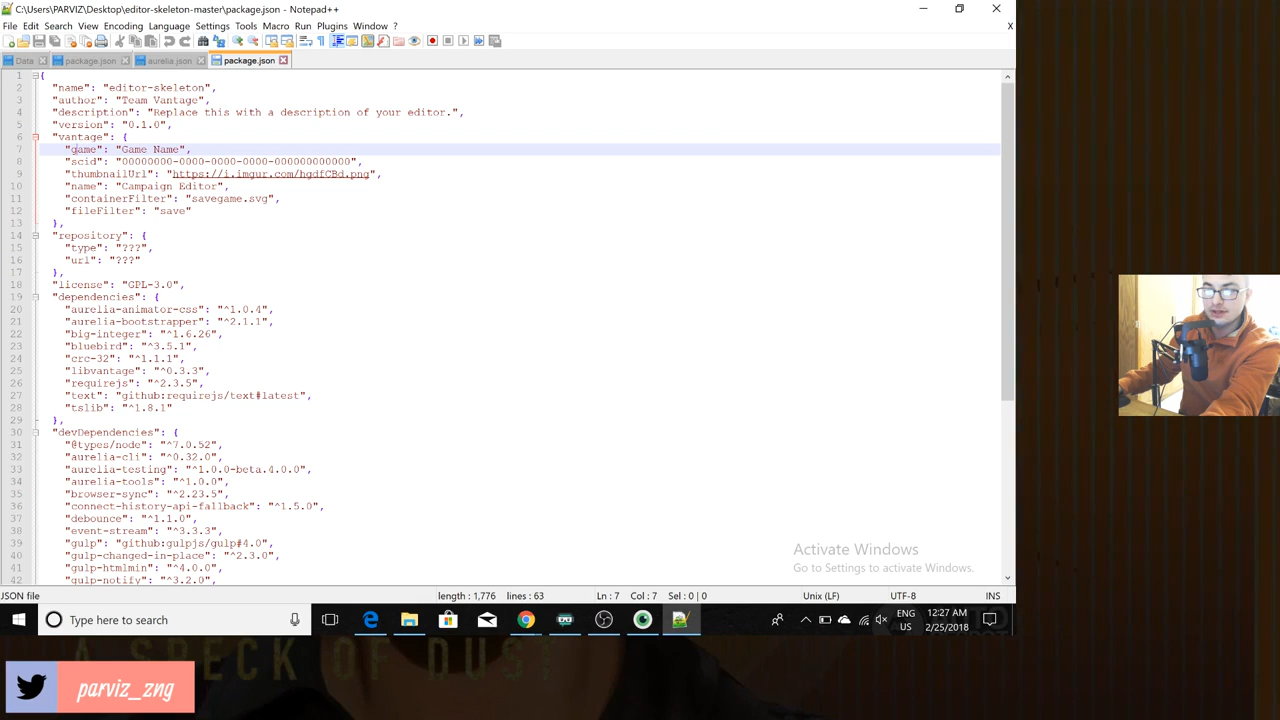 C:\Users\PARVIZ\Desktop\editor-skeleton-master\package.json - Notepad++
File Edit Search View Encoding Language Settings Tools Macro Run Plugins Window ? X
Data package.json aurelia.json package.json
1 {
2 "name": "editor-skeleton",
3 "author": "Team Vantage",
4 "description": "Replace this with a description of your editor.",
5 "version": "0.1.0",
6 "vantage": {
7 "game": "Game Name",
8 "scid": "00000000-0000-0000-0000-000000000000",
9 "thumbnailUrl": "https://i.imgur.com/hgdfCBd.png",
10 "name": "Campaign Editor",
11 "containerFilter": "savegame.svg",
12 "fileFilter": "save"
13 },
14 "repository": {
15 "type": "???",
16 "url": "???"
17 },
18 "license": "GPL-3.0",
19 "dependencies": {
20 "aurelia-animator-css": "^1.0.4",
21 "aurelia-bootstrapper": "^2.1.1",
22 "big-integer": "^1.6.26",
23 "bluebird": "^3.5.1",
24 "crc-32": "^1.1.1",
25 "libvantage": "^0.3.3",
26 "requirejs": "^2.3.5",
27 "text": "github:requirejs/text#latest",
28 "tslib": "^1.8.1"
29 },
30 "devDependencies": {
31 "@types/node": "^7.0.52",
32 "aurelia-cli": "^0.32.0",
33 "aurelia-testing": "^1.0.0-beta.4.0.0",
34 "aurelia-tools": "^1.0.0",
35 "browser-sync": "^2.23.5",
36 "connect-history-api-fallback": "^1.5.0",
37 "debounce": "^1.1.0",
38 "event-stream": "^3.3.3",
39 "gulp": "github:gulpjs/gulp#4.0",
40 "gulp-changed-in-place": "^2.3.0",
41 "gulp-htmlmin": "^4.0.0",
42 "gulp-notify": "^3.2.0",
Activate Windows
Go to Settings to activate Windows.
JSON file length : 1,776 lines : 63 Ln : 7 Col : 7 Sel : 0 | 0 Unix (LF) UTF-8 INS
Type here to search
ENG
US
12:27 AM
2/25/2018
A SPECK OF DUST
parviz_zng